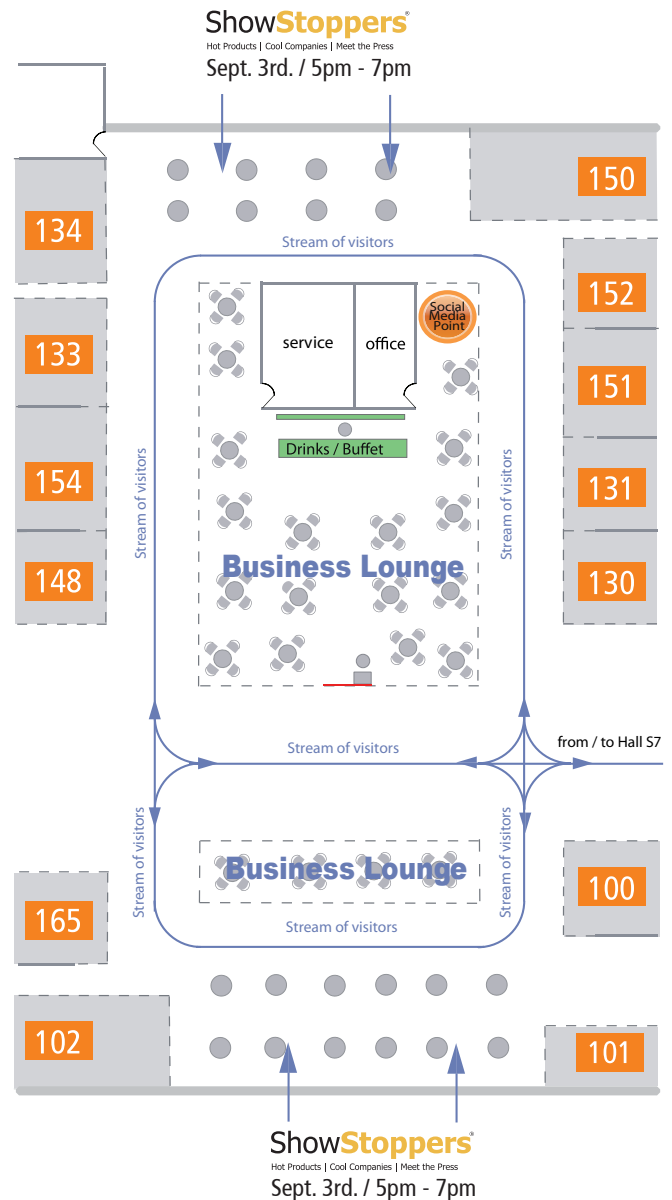 ShowStoppers®
Hot Products | Cool Companies | Meet the Press
Sept. 3rd. / 5pm - 7pm
150
134
Stream of visitors
152
Social
Media
Point
service
office
133
151
Drinks / Buffet
154
131
Stream of visitors
Stream of visitors
Business Lounge
148
130
from / to Hall S7
Stream of visitors
Stream of visitors
Stream of visitors
Business Lounge
100
165
Stream of visitors
102
101
ShowStoppers®
Hot Products | Cool Companies | Meet the Press
Sept. 3rd. / 5pm - 7pm